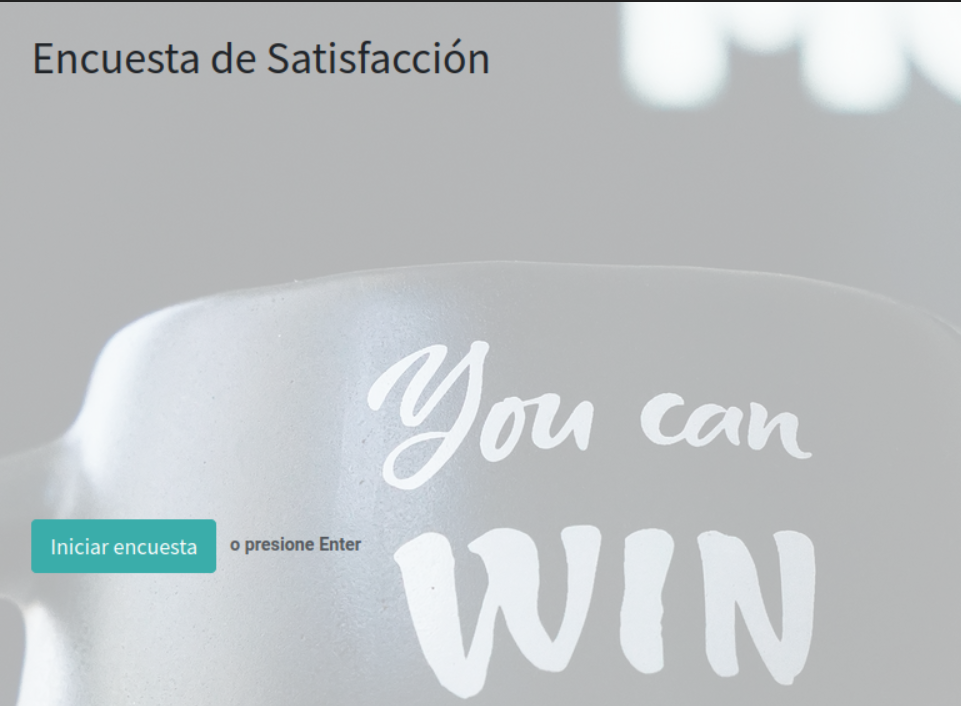 Encuesta de Satisfacción
You can
WIN
Iniciar encuesta o presione Enter